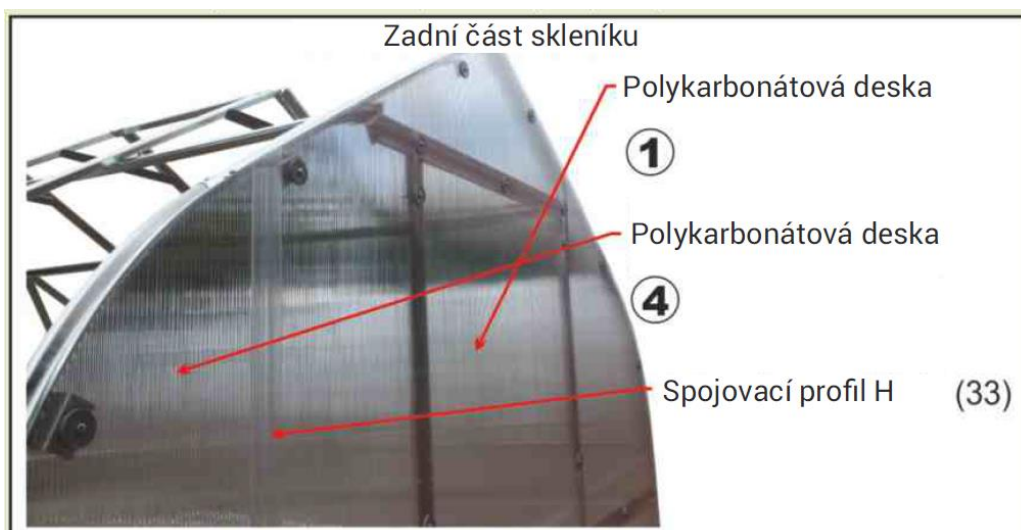 Zadní část skleníku
Polykarbonátová deska
1
Polykarbonátová deska
4
Spojovací profil H (33)